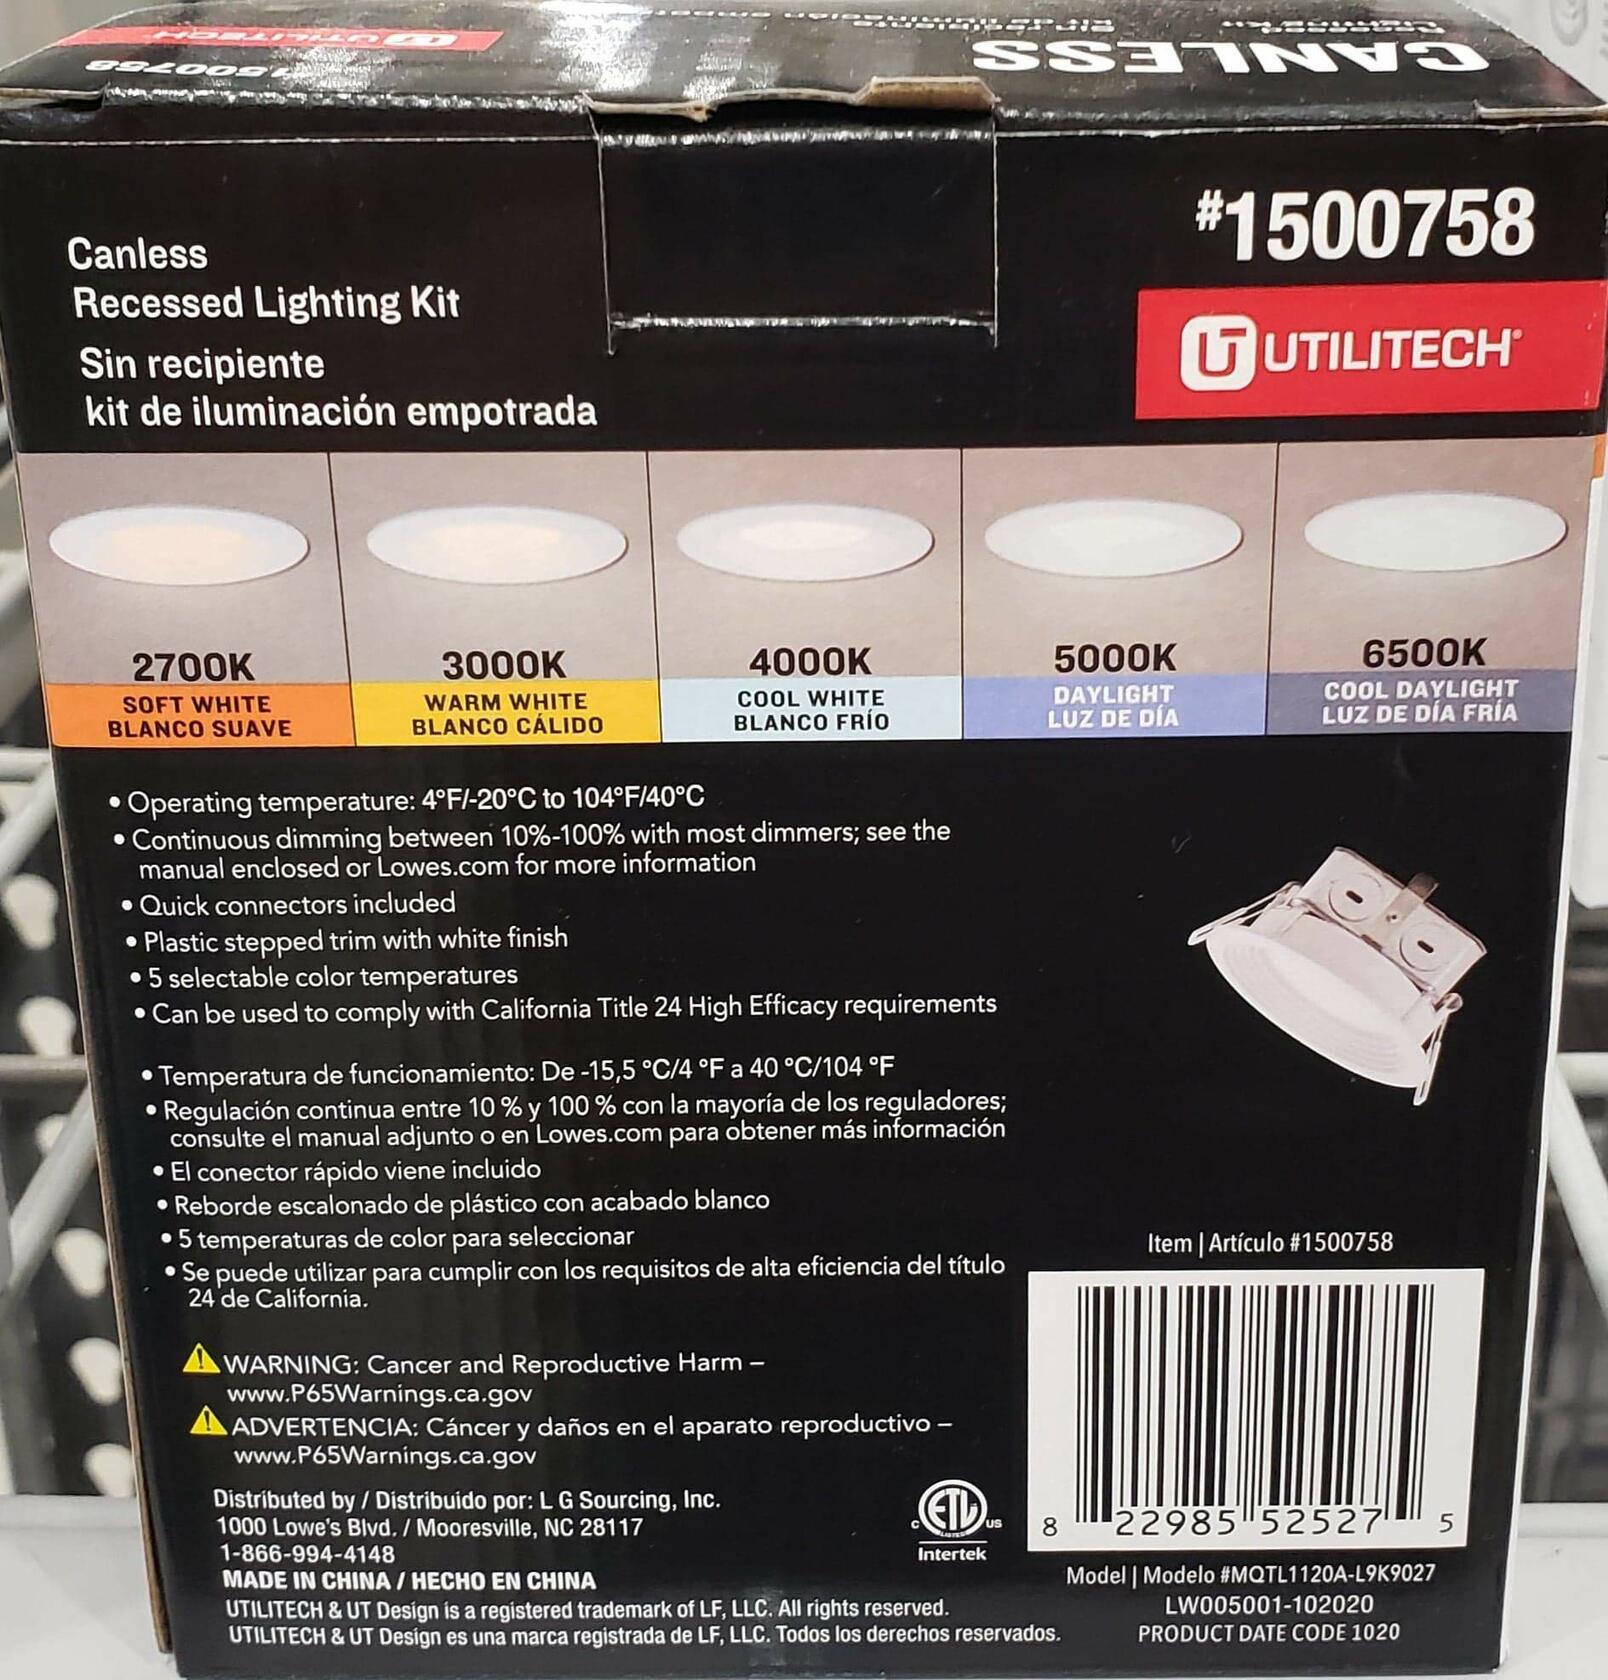 UTILITECH
1500758
CANLESS
Recessed
Lighting Kit
Sin recipiente
Kit de iluminación
#1500758
UTILITECH®
Canless
Recessed Lighting Kit
Sin recipiente
kit de iluminación empotrada
2700K
SOFT WHITE
BLANCO SUAVE
3000K
WARM WHITE
BLANCO CÁLIDO
4000K
COOL WHITE
BLANCO FRÍO
5000K
DAYLIGHT
LUZ DE DÍA
6500K
COOL DAYLIGHT
LUZ DE DÍA FRÍA
• Operating temperature: 4°F/-20°C to 104°F/40°C
• Continuous dimming between 10%-100% with most dimmers; see the
manual enclosed or Lowes.com for more information
• Quick connectors included
• Plastic stepped trim with white finish
• 5 selectable color temperatures
• Can be used to comply with California Title 24 High Efficacy requirements
• Temperatura de funcionamiento: De -15,5 °C/4 °F a 40 °C/104 °F
• Regulación continua entre 10 % y 100 % con la mayoría de los reguladores;
consulte el manual adjunto o en Lowes.com para obtener más información
• El conector rápido viene incluido
• Reborde escalonado de plástico con acabado blanco
• 5 temperaturas de color para seleccionar
• Se puede utilizar para cumplir con los requisitos de alta eficiencia del título
24 de California.
WARNING: Cancer and Reproductive Harm –
www.P65Warnings.ca.gov
ADVERTENCIA: Cáncer y daños en el aparato reproductivo –
www.P65Warnings.ca.gov
Distributed by / Distribuido por: L G Sourcing, Inc.
1000 Lowe's Blvd. / Mooresville, NC 28117
1-866-994-4148
MADE IN CHINA / HECHO EN CHINA
UTILITECH & UT Design is a registered trademark of LF, LLC. All rights reserved.
UTILITECH & UT Design es una marca registrada de LF, LLC. Todos los derechos reservados.
C ETL US
LISTED
Intertek
Item | Artículo #1500758
8 22985 52527 5
Model | Modelo #MQTL1120A-L9K9027
LW005001-102020
PRODUCT DATE CODE 1020